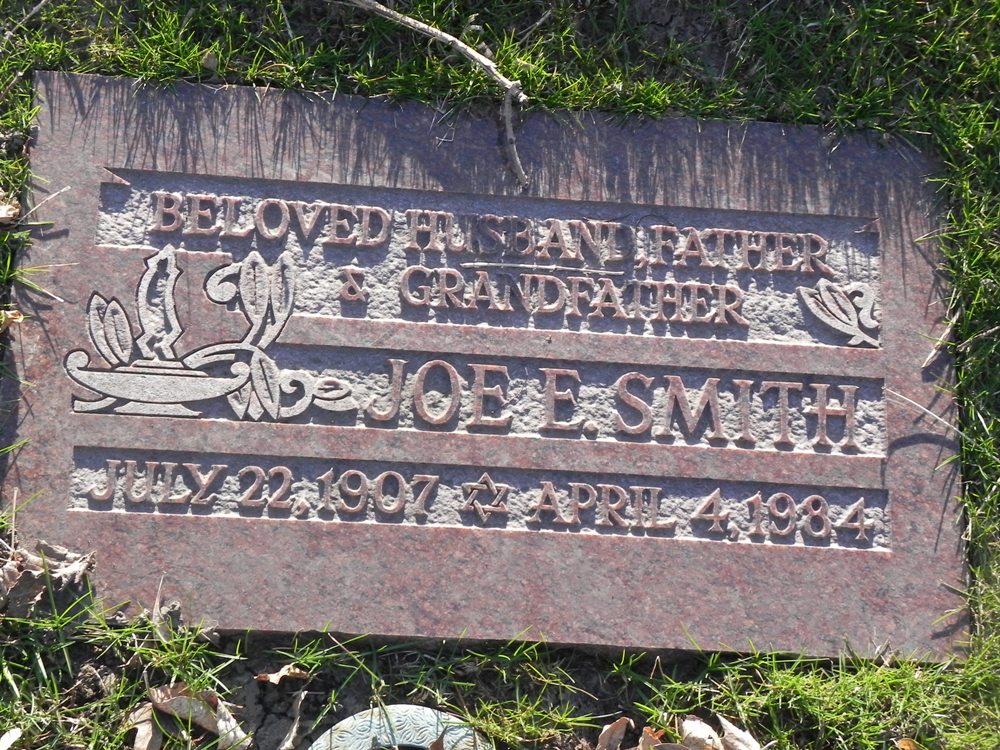 BELOVED HUSBAND, FATHER
& GRANDFATHER
JOE E. SMITH
JULY 22, 1907 ✡ APRIL 4, 1984